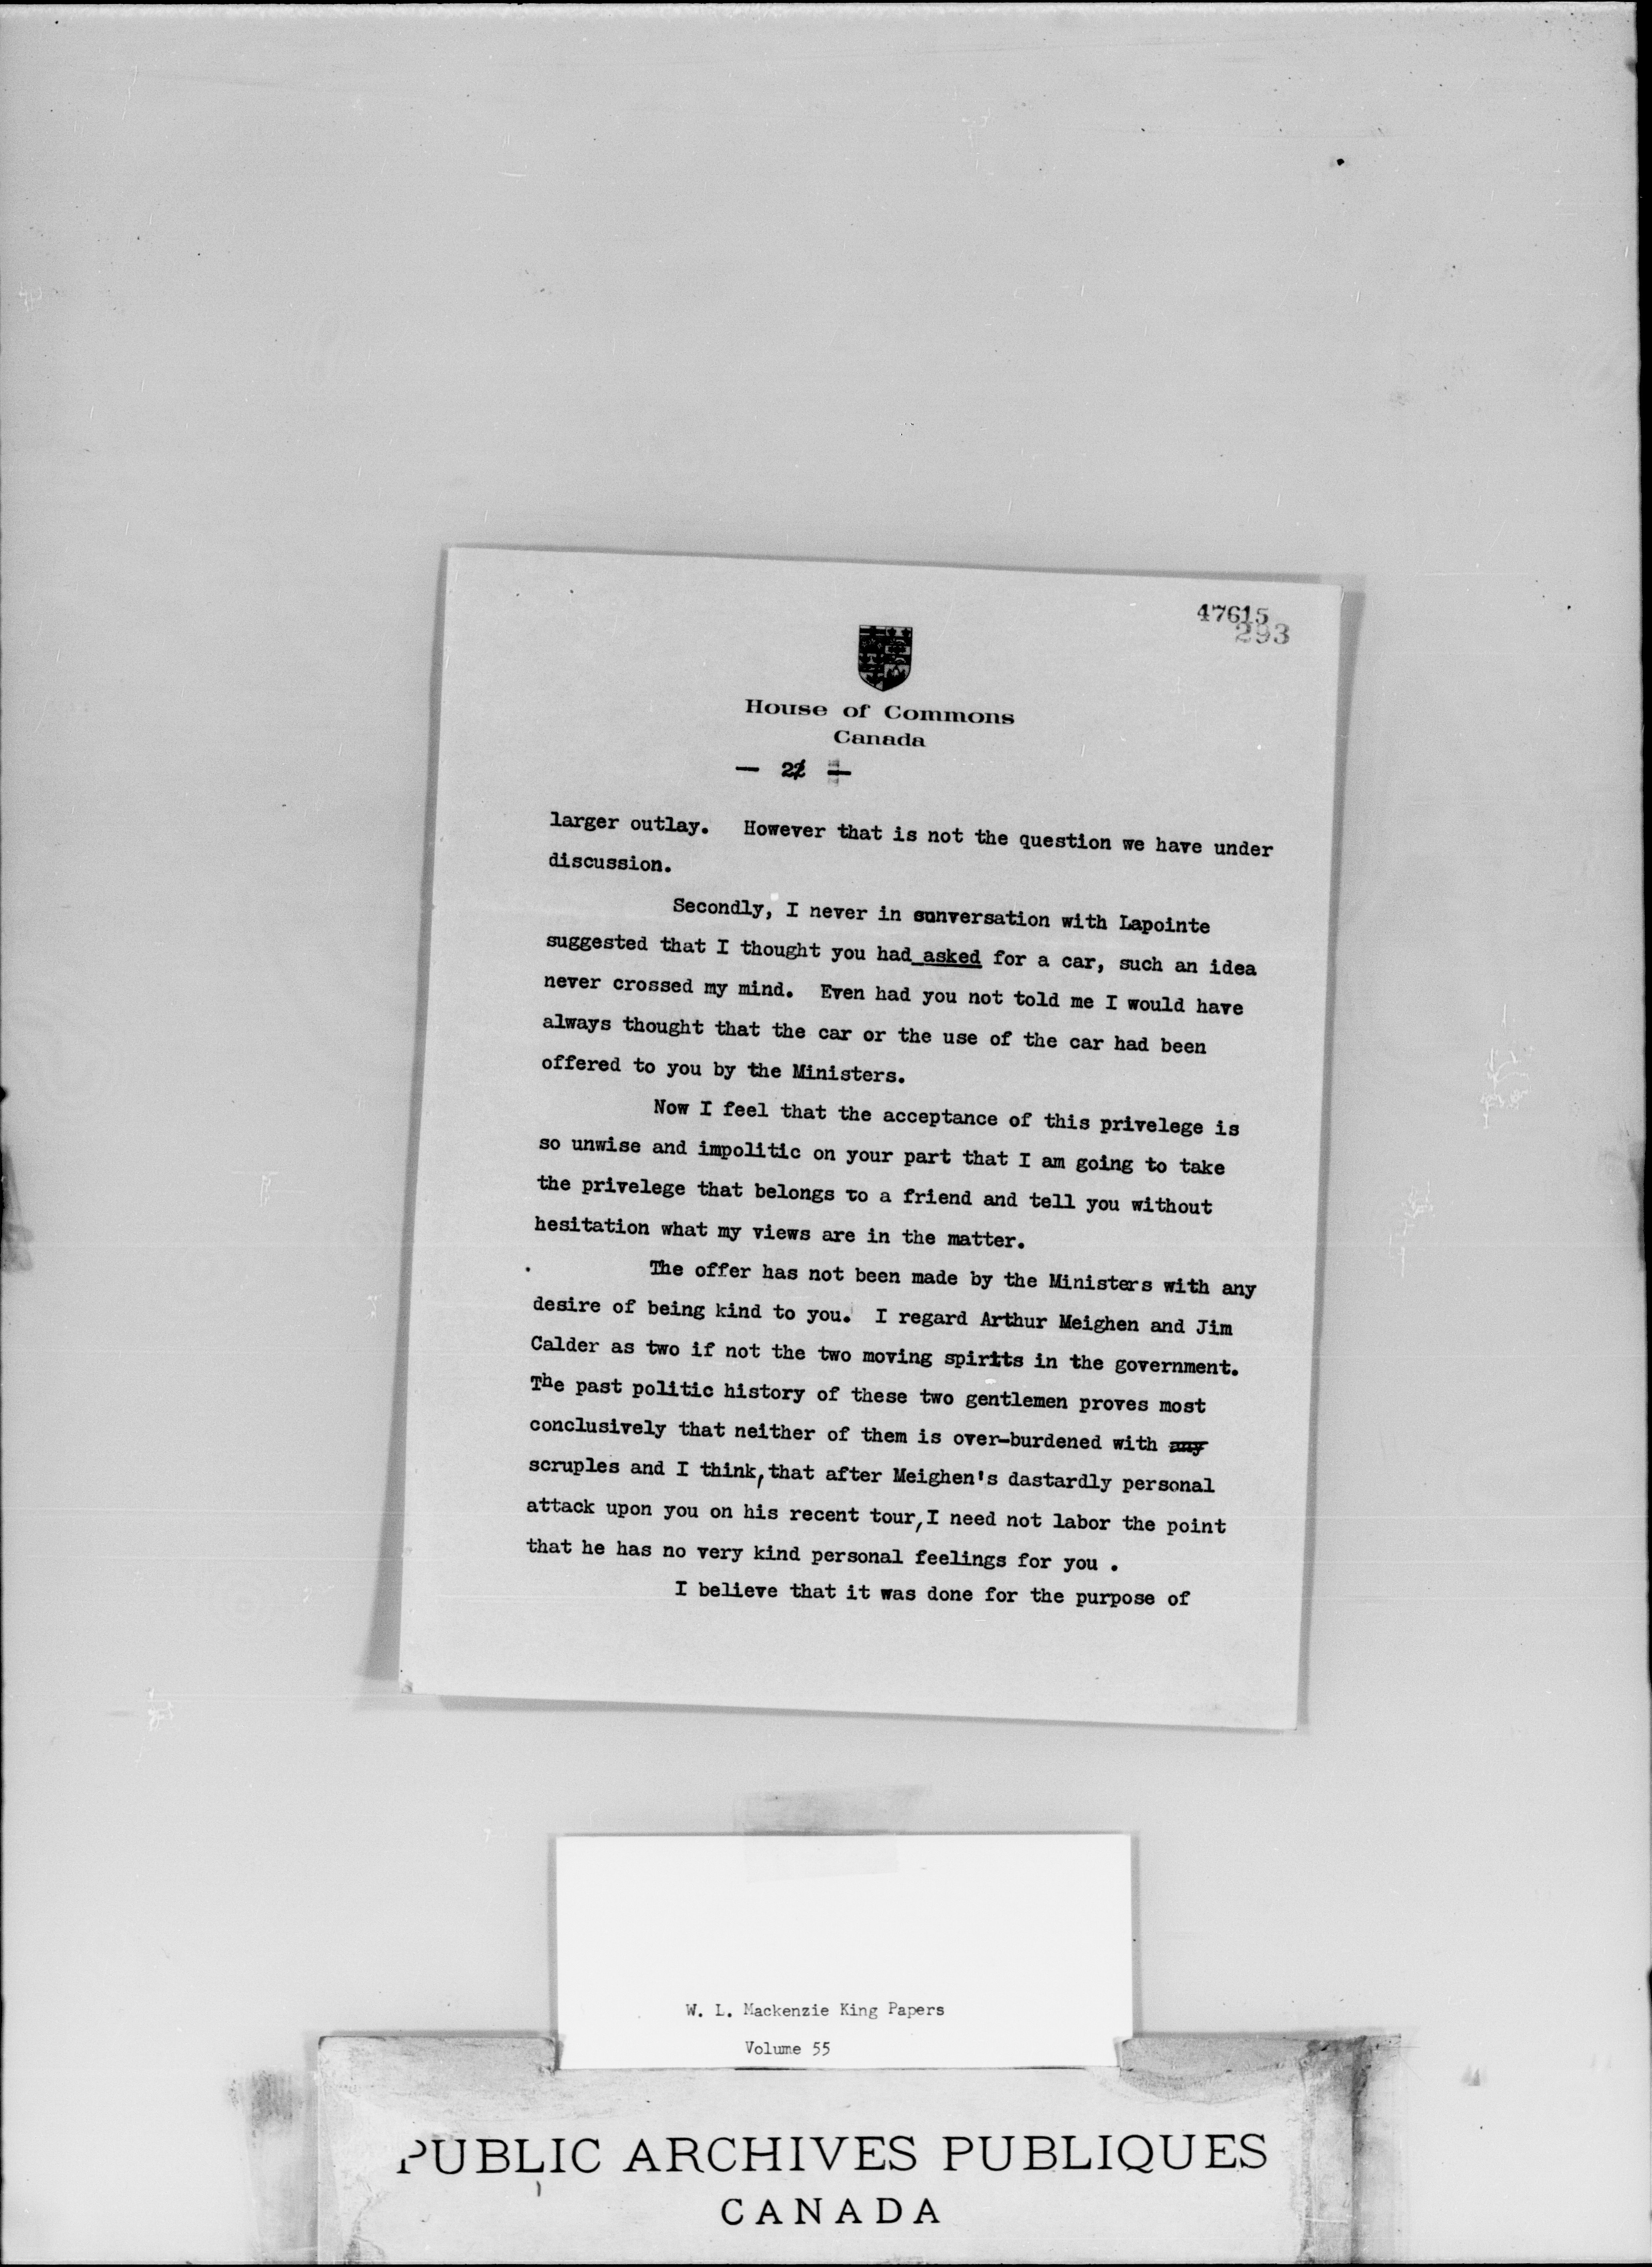 47615
293
House of Commons
Canada
— 2 —
larger outlay. However that is not the question we have under
discussion.
Secondly, I never in conversation with Lapointe
suggested that I thought you had asked for a car, such an idea
never crossed my mind. Even had you not told me I would have
always thought that the car or the use of the car had been
offered to you by the Ministers.
Now I feel that the acceptance of this privelege is
so unwise and impolitic on your part that I am going to take
the privelege that belongs to a friend and tell you without
hesitation what my views are in the matter.
The offer has not been made by the Ministers with any
desire of being kind to you. I regard Arthur Meighen and Jim
Calder as two if not the two moving spirits in the government.
The past politic history of these two gentlemen proves most
conclusively that neither of them is over-burdened with any
scruples and I think, that after Meighen's dastardly personal
attack upon you on his recent tour, I need not labor the point
that he has no very kind personal feelings for you .
I believe that it was done for the purpose of
W. L. Mackenzie King Papers
Volume 55
PUBLIC ARCHIVES PUBLIQUES
CANADA